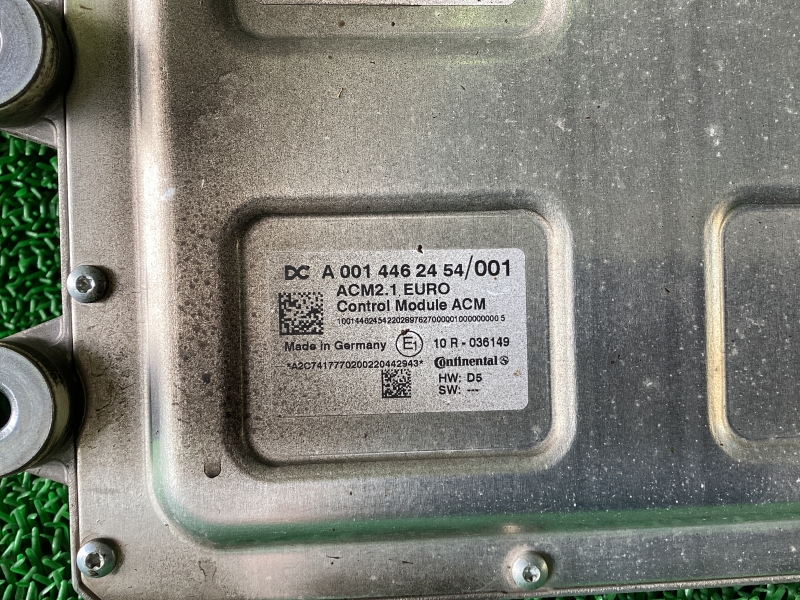 DC A 001 446 24 54/001
ACM2.1 EURO
Control Module ACM
Made in Germany E1 10 R - 036149
*A2C7417770200220442943* Continental
HW: D5
SW: ---